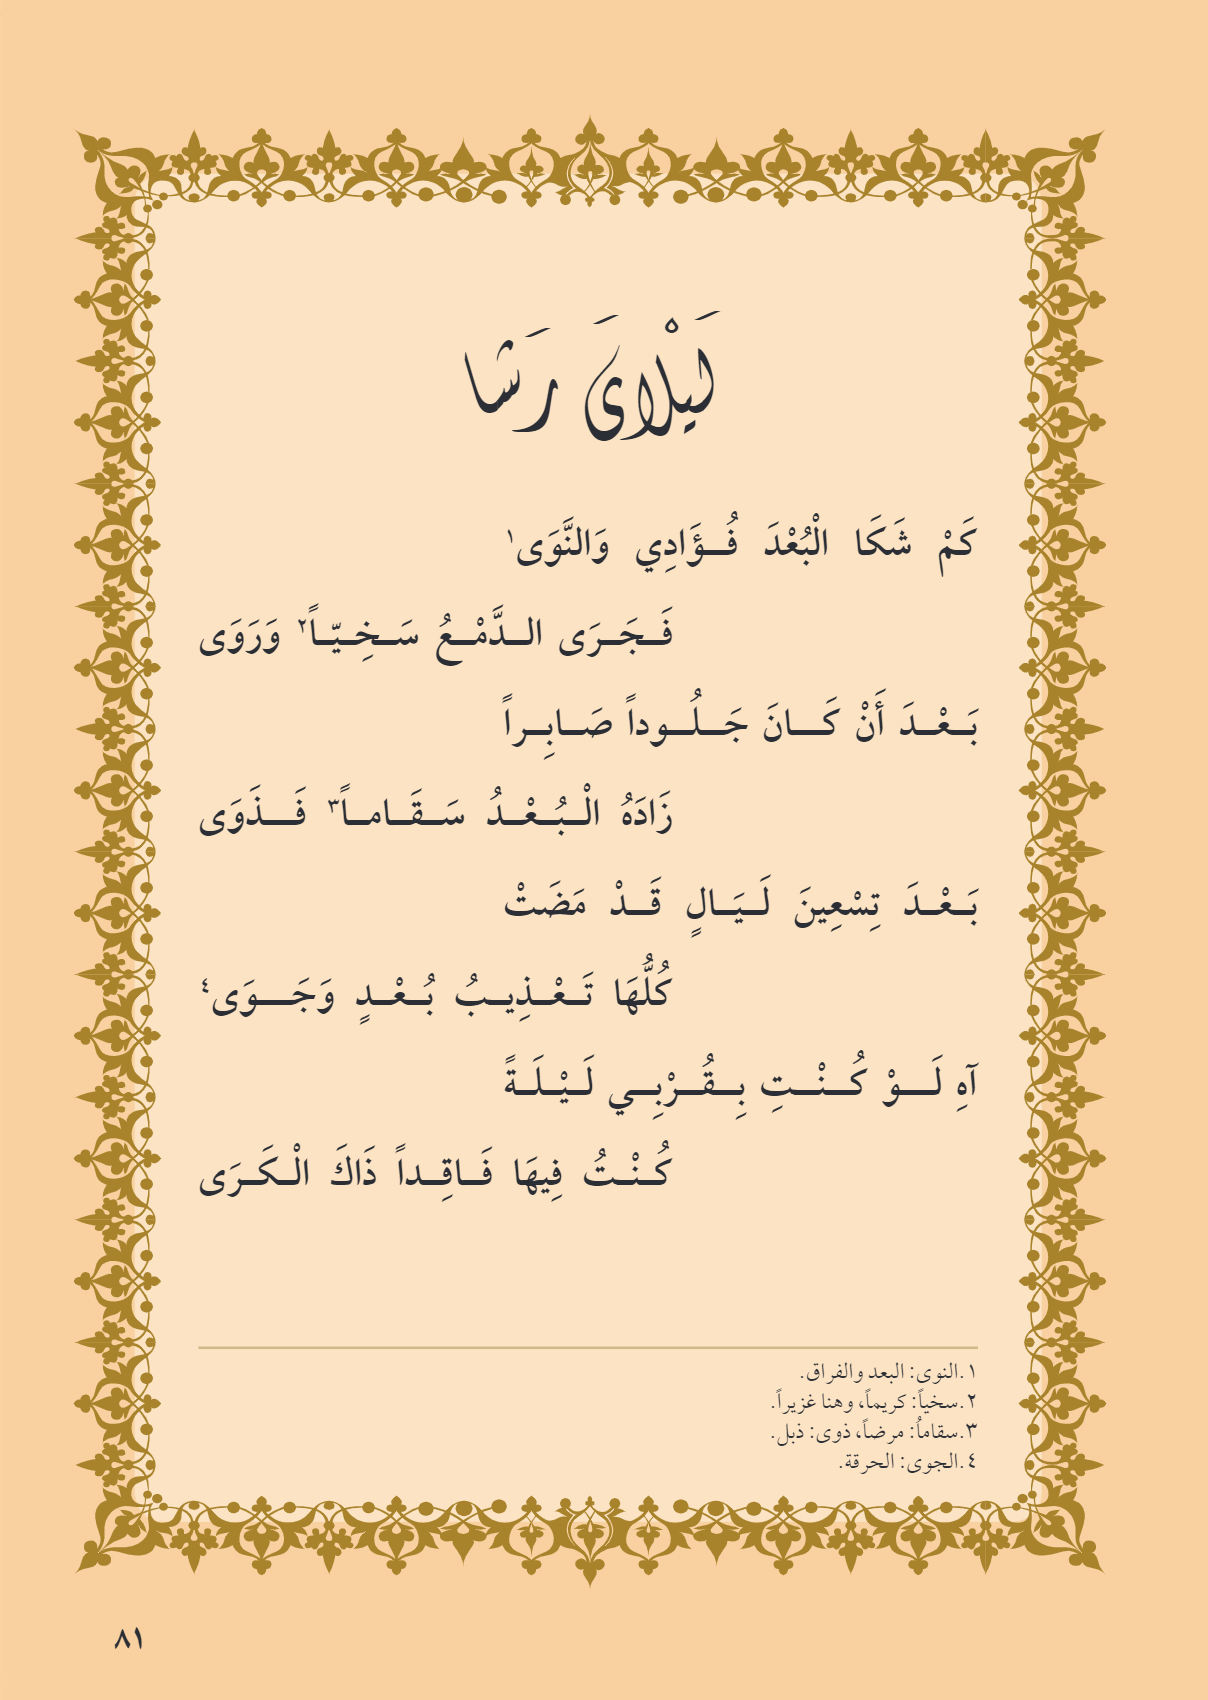 لَيْلَايَ رَشا
كَمْ شَكَا الْبُعْدَ فُؤَادِي وَالنَّوَى١
فَجَرَى الدَّمْعُ سَخِيّاً٢ وَرَوَى
بَعْدَ أَنْ كَانَ جَلُوداً صَابِراً
زَادَهُ الْبُعْدُ سَقَاماً٣ فَذَوَى
بَعْدَ تِسْعِينَ لَيَالٍ قَدْ مَضَتْ
كُلُّهَا تَعْذِيبُ بُعْدٍ وَجَوَى٤
آهِ لَوْ كُنْتِ بِقُرْبِي لَيْلَةً
كُنْتُ فِيهَا فَاقِداً ذَاكَ الْكَرَى
١.النوى: البعد والفراق.
٢.سخياً: كريماً، وهنا غزيراً.
٣.سقاماُ: مرضاً، ذوى: ذبل.
٤.الجوى: الحرقة.
٨١